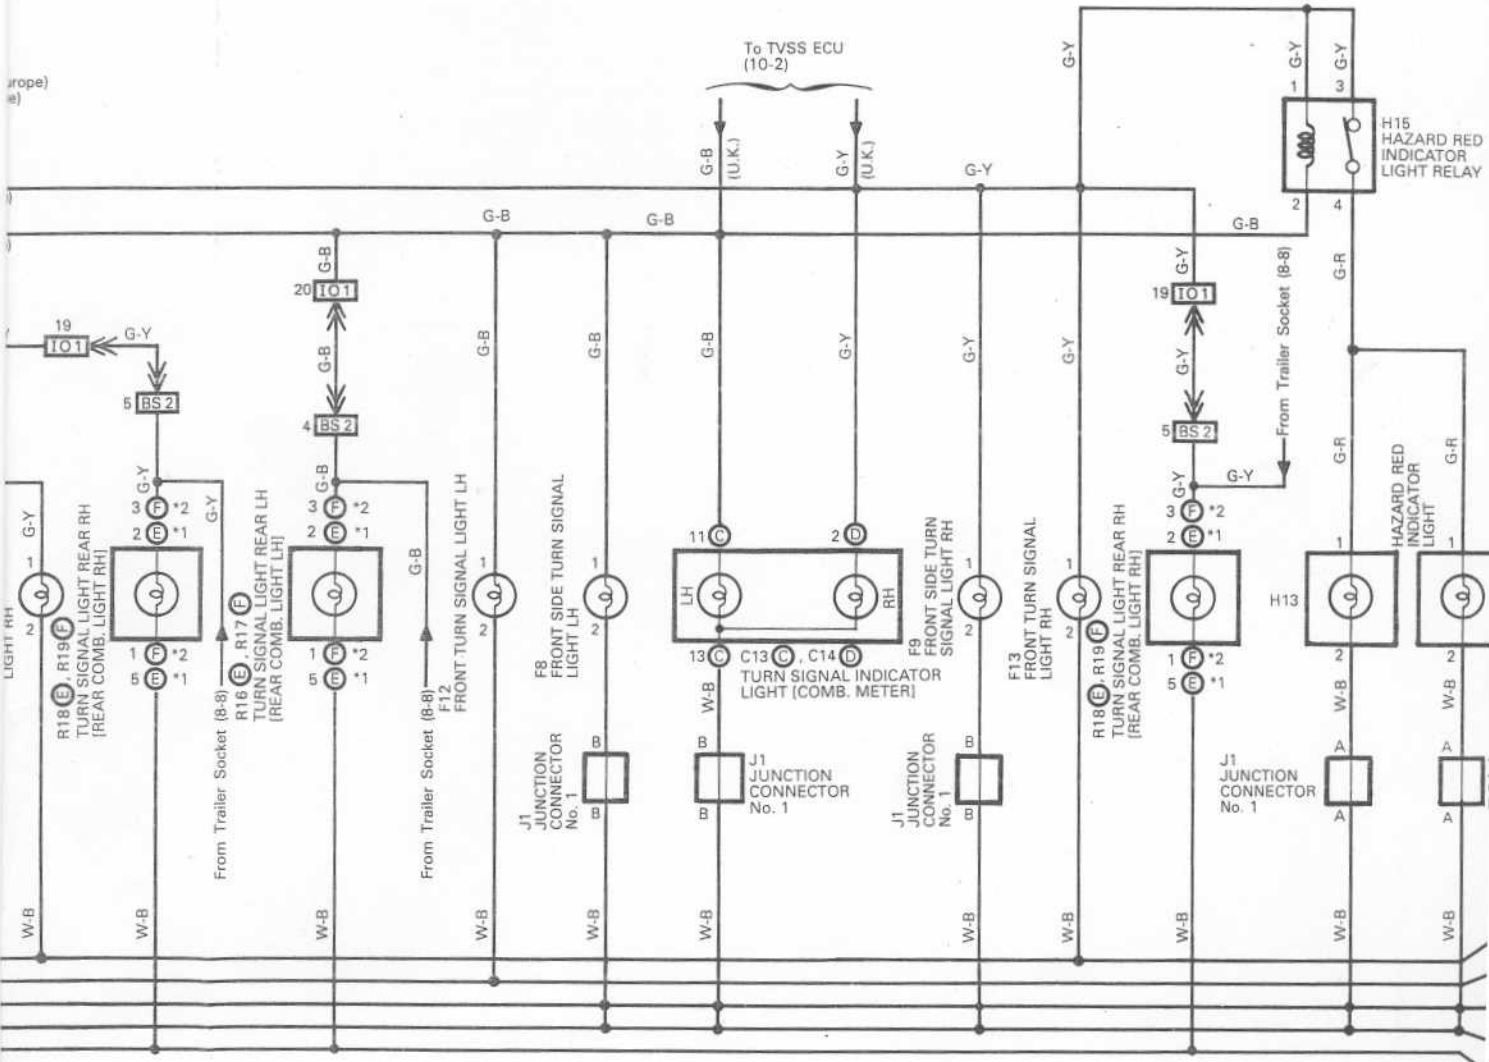 To TVSS ECU
(10-2)
urope)
e)
G-Y
G-Y
G-Y
1
3
H15
HAZARD RED
INDICATOR
LIGHT RELAY
2
4
G-B
(U.K.)
G-Y
(U.K.)
G-Y
G-B
G-B
G-B
G-B
20 IO1
G-Y
19 IO1
From Trailer Socket (8-8)
G-R
19
IO1
G-Y
G-B
G-B
G-B
G-B
G-Y
G-Y
G-Y
G-Y
5 BS 2
4 BS 2
5 BS 2
G-Y
G-Y
G-Y
G-B
G-B
G-Y
G-Y
G-R
G-R
3 F *2
2 E *1
3 F *2
2 E *1
11 C
2 D
3 F *2
2 E *1
1
2
LIGHT RH
R18 E , R19 F
TURN SIGNAL LIGHT REAR RH
[REAR COMB. LIGHT RH]
1 F *2
5 E *1
From Trailer Socket (8-8)
R16 E , R17 F
TURN SIGNAL LIGHT REAR LH
[REAR COMB. LIGHT LH]
1 F *2
5 E *1
From Trailer Socket (8-8)
F12
FRONT TURN SIGNAL LIGHT LH
1
2
F8
FRONT SIDE TURN SIGNAL
LIGHT LH
1
2
LH
RH
13 C
C13 C , C14 D
TURN SIGNAL INDICATOR
LIGHT [COMB. METER]
F9
FRONT SIDE TURN
SIGNAL LIGHT RH
1
2
F13
FRONT TURN SIGNAL
LIGHT RH
1
2
R18 E , R19 F
TURN SIGNAL LIGHT REAR RH
[REAR COMB. LIGHT RH]
1 F *2
5 E *1
H13
1
2
HAZARD RED
INDICATOR
LIGHT
1
2
W-B
W-B
W-B
J1
JUNCTION
CONNECTOR
No. 1
B
B
B
B
J1
JUNCTION
CONNECTOR
No. 1
J1
JUNCTION
CONNECTOR
No. 1
B
B
J1
JUNCTION
CONNECTOR
No. 1
A
A
A
A
W-B
W-B
W-B
W-B
W-B
W-B
W-B
W-B
W-B
W-B
W-B